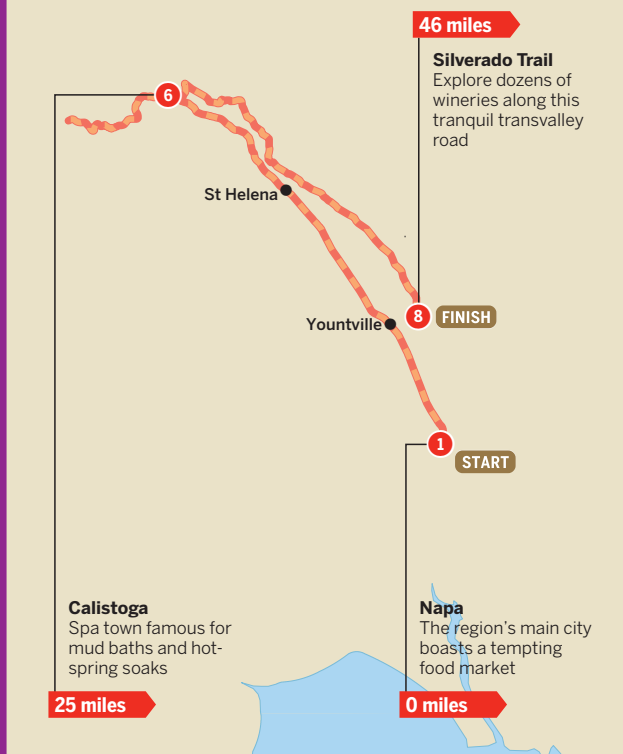 46 miles
Silverado Trail
Explore dozens of
wineries along this
tranquil transvalley
road
6
St Helena
8
FINISH
Yountville
1
START
Calistoga
Spa town famous for
mud baths and hot-
spring soaks
25 miles
Napa
The region's main city
boasts a tempting
food market
0 miles